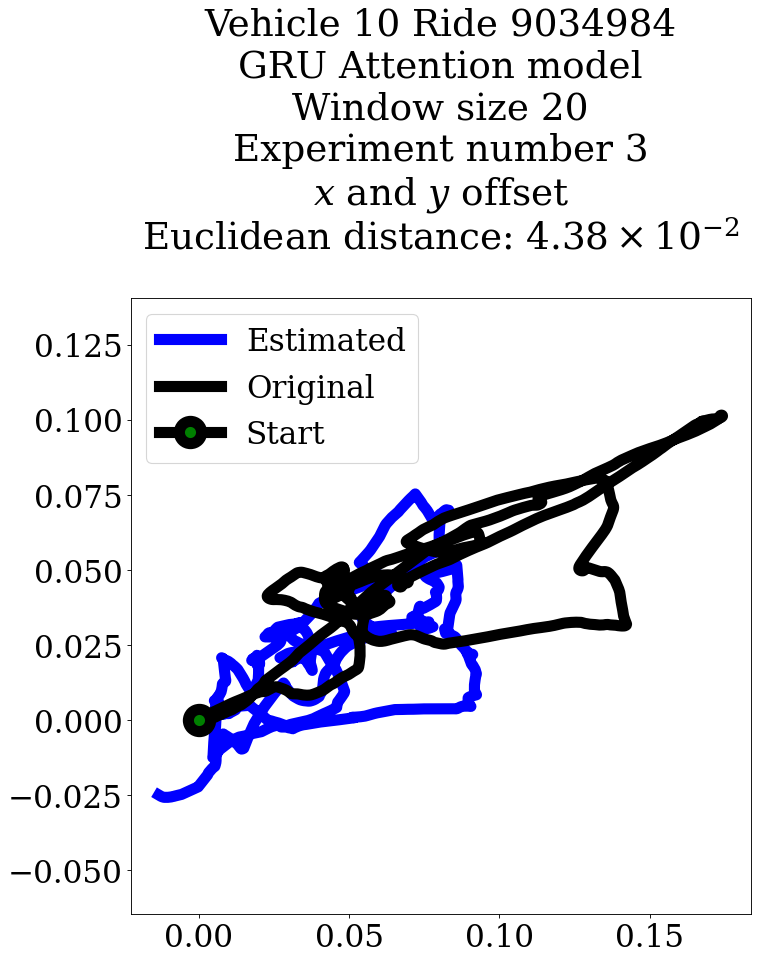 Vehicle 10 Ride 9034984
GRU Attention model
Window size 20
Experiment number 3
x and y offset
Euclidean distance: 4.38 × 10⁻²
Estimated
Original
Start
0.125
0.100
0.075
0.050
0.025
0.000
−0.025
−0.050
0.00 0.05 0.10 0.15